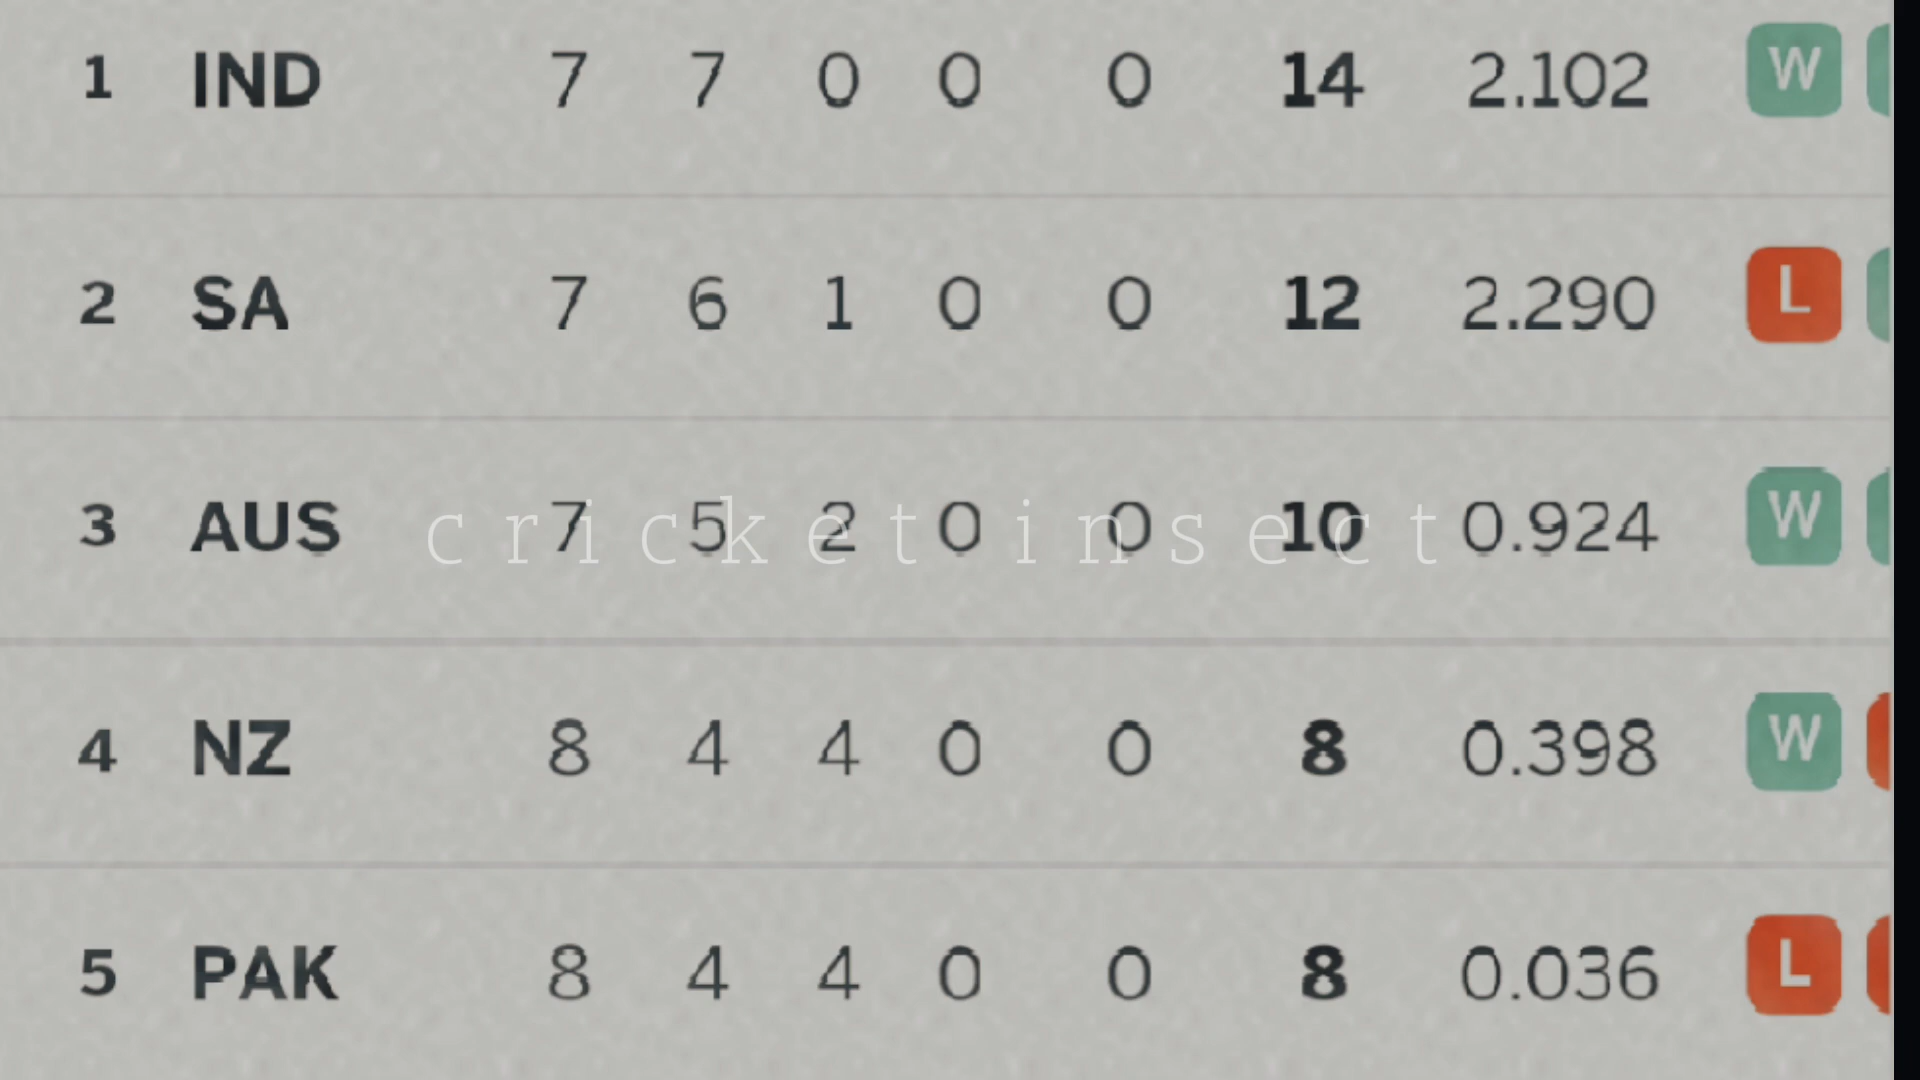 1 IND 7 7 0 0 0 14 2.102 W
2 SA 7 6 1 0 0 12 2.290 L
3 AUS 7 5 2 0 0 10 0.924 W
cricketinsect
4 NZ 8 4 4 0 0 8 0.398 W
5 PAK 8 4 4 0 0 8 0.036 L